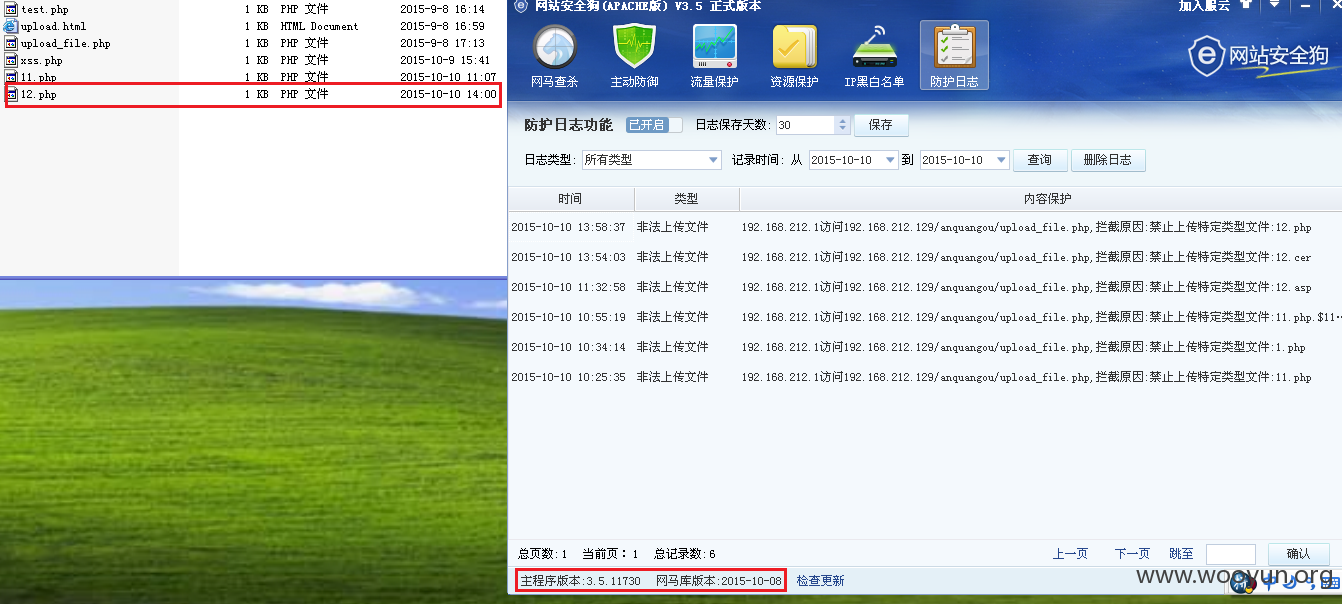 test.php 1 KB PHP 文件 2015-9-8 16:14
upload.html 1 KB HTML Document 2015-9-8 16:59
upload_file.php 1 KB PHP 文件 2015-9-8 17:13
xss.php 1 KB PHP 文件 2015-10-9 15:41
11.php 1 KB PHP 文件 2015-10-10 11:07
12.php 1 KB PHP 文件 2015-10-10 14:00
网站安全狗(APACHE版) V3.5 正式版本 加入服云
网马查杀 主动防御 流量保护 资源保护 IP黑白名单 防护日志 网站安全狗
防护日志功能 已开启 日志保存天数: 30 保存
日志类型: 所有类型 记录时间: 从 2015-10-10 到 2015-10-10 查询 删除日志
时间 类型 内容保护
2015-10-10 13:58:37 非法上传文件 192.168.212.1访问192.168.212.129/anquangou/upload_file.php,拦截原因:禁止上传特定类型文件:12.php
2015-10-10 13:54:03 非法上传文件 192.168.212.1访问192.168.212.129/anquangou/upload_file.php,拦截原因:禁止上传特定类型文件:12.cer
2015-10-10 11:32:58 非法上传文件 192.168.212.1访问192.168.212.129/anquangou/upload_file.php,拦截原因:禁止上传特定类型文件:12.asp
2015-10-10 10:55:19 非法上传文件 192.168.212.1访问192.168.212.129/anquangou/upload_file.php,拦截原因:禁止上传特定类型文件:11.php.$11...
2015-10-10 10:34:14 非法上传文件 192.168.212.1访问192.168.212.129/anquangou/upload_file.php,拦截原因:禁止上传特定类型文件:1.php
2015-10-10 10:25:35 非法上传文件 192.168.212.1访问192.168.212.129/anquangou/upload_file.php,拦截原因:禁止上传特定类型文件:11.php
总页数:1 当前页:1 总记录数:6 上一页 下一页 跳至 确认
主程序版本:3.5.11730 网马库版本:2015-10-08 检查更新
www.wooyun.org
中